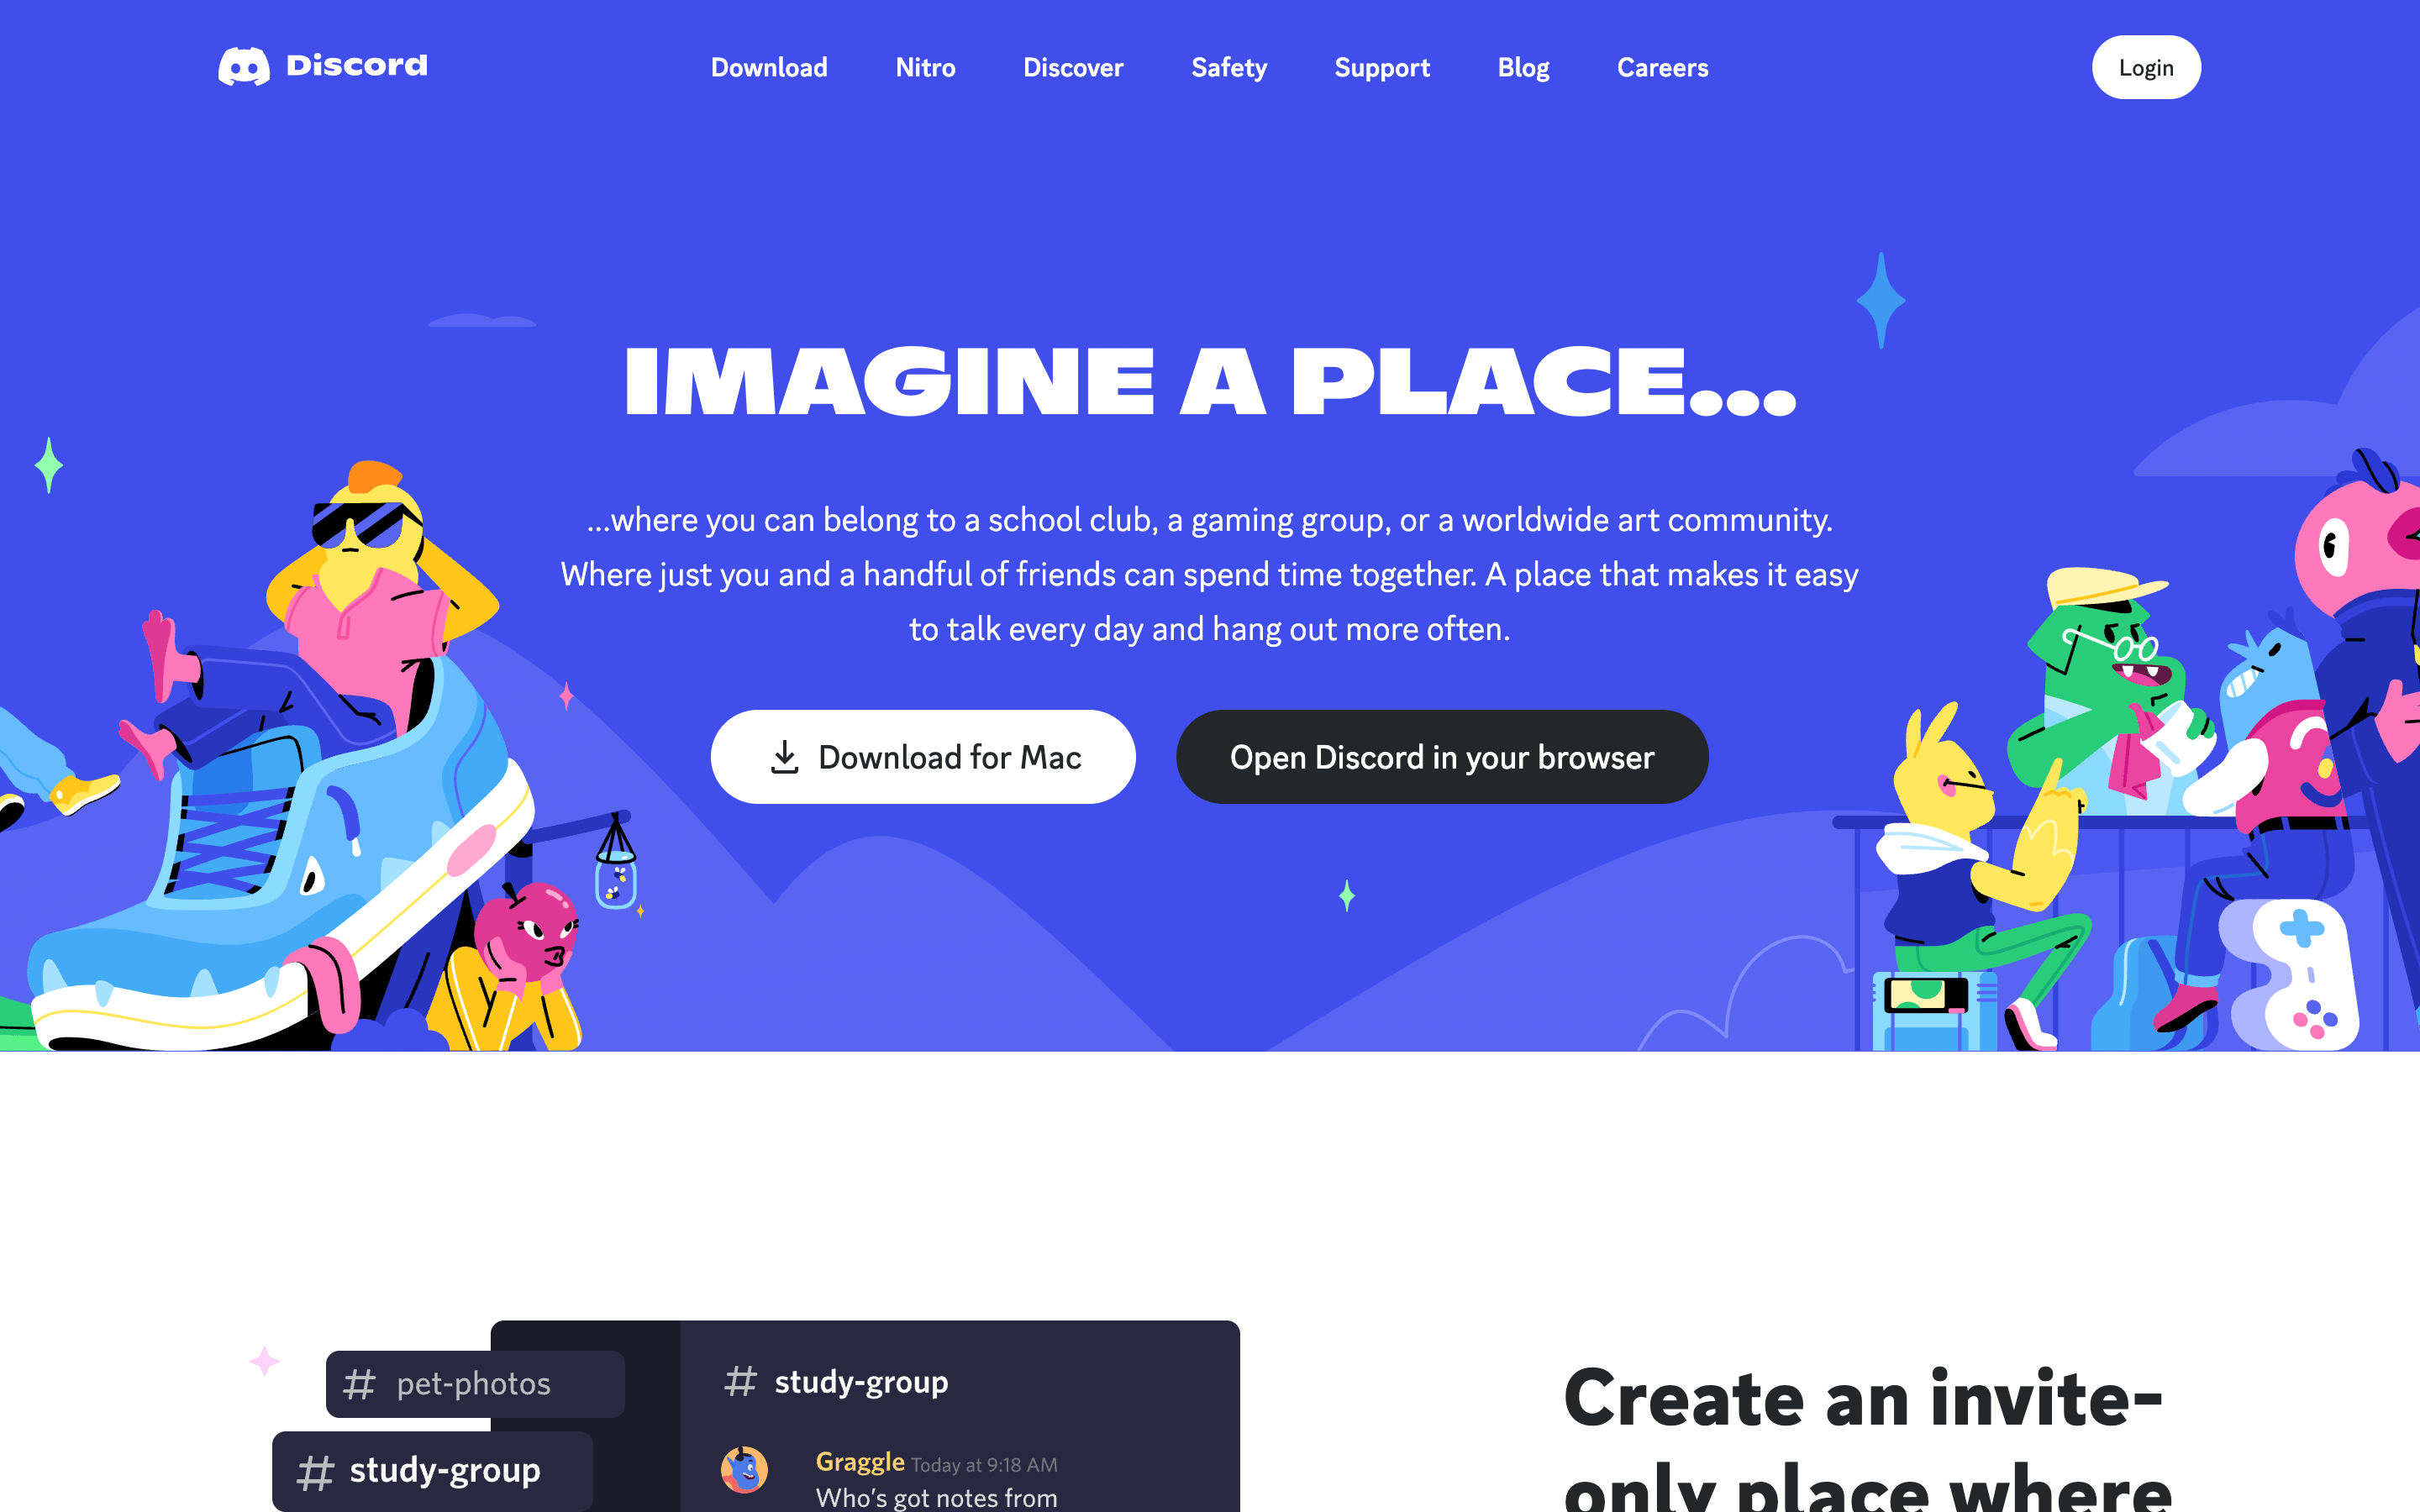 Discord
Download Nitro Discover Safety Support Blog Careers
Login
IMAGINE A PLACE...
...where you can belong to a school club, a gaming group, or a worldwide art community.
Where just you and a handful of friends can spend time together. A place that makes it easy
to talk every day and hang out more often.
Download for Mac
Open Discord in your browser
# pet-photos
# study-group
# study-group
Graggle Today at 9:18 AM
Who's got notes from
Create an invite-
only place where